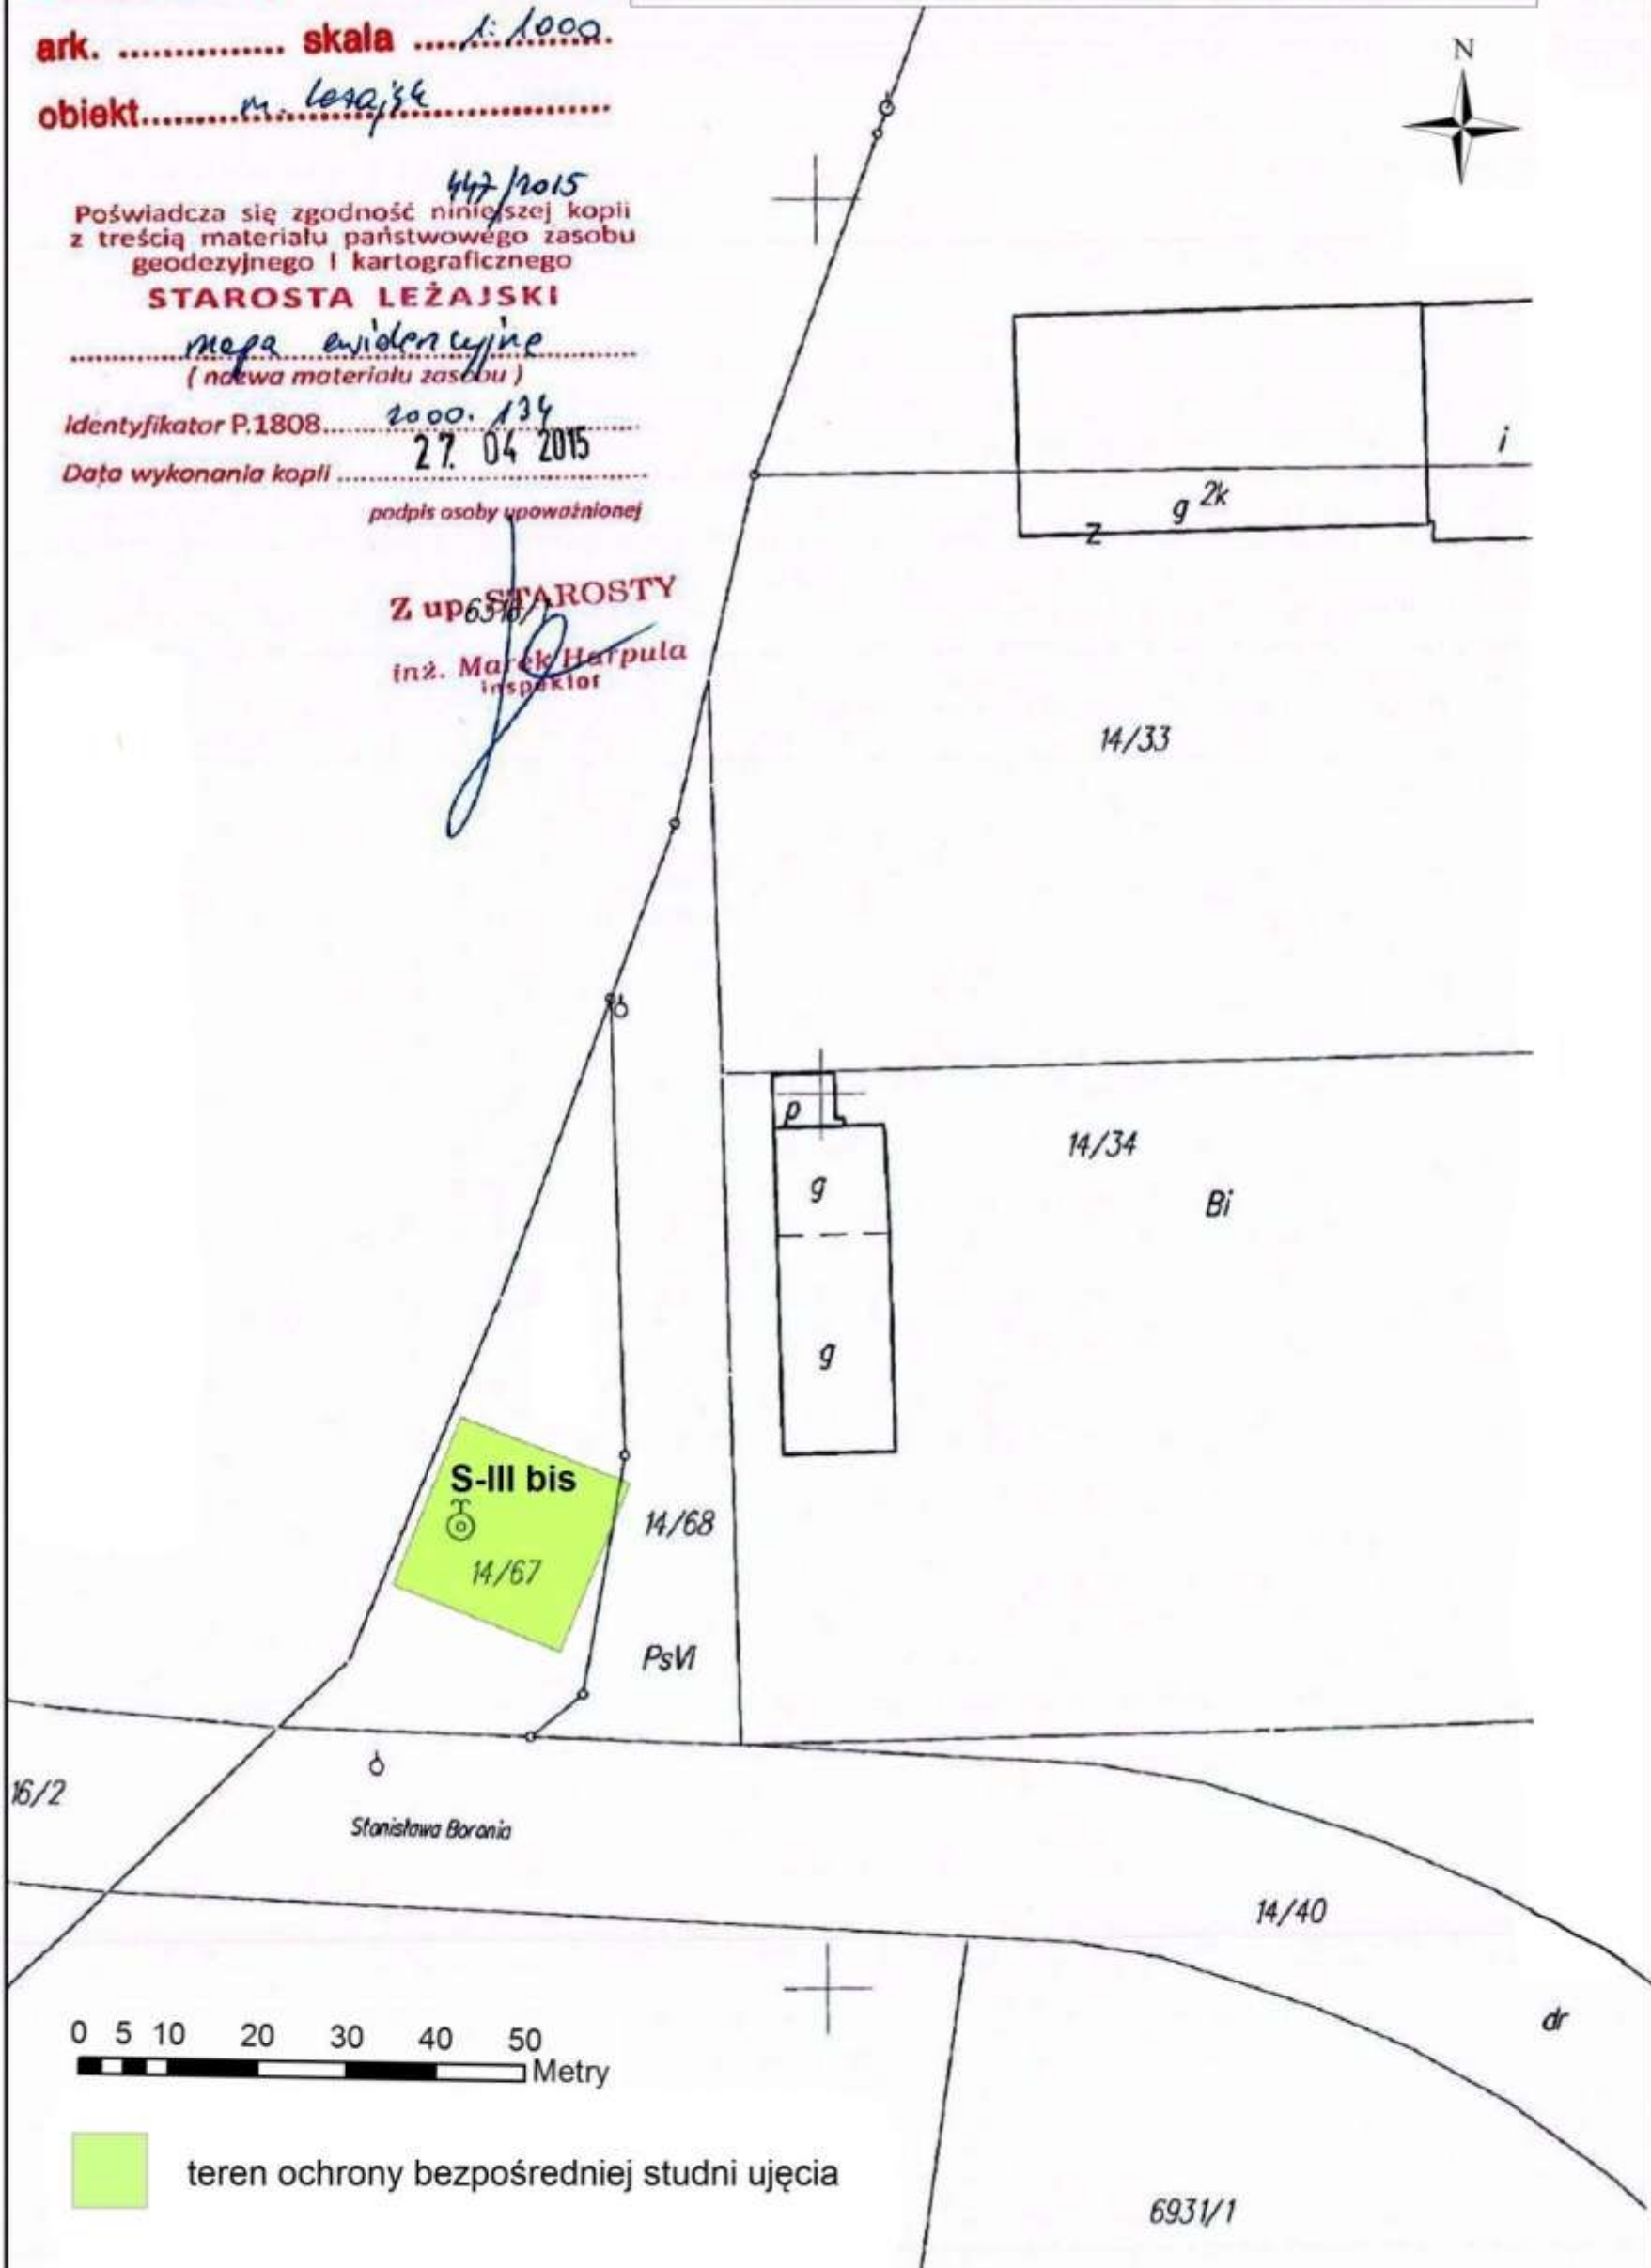 ark. ............... skala ....1:1000.
obiekt.........m. Leżajsk..................
447/2015
Poświadcza się zgodność niniejszej kopii
z treścią materiału państwowego zasobu
geodezyjnego i kartograficznego
STAROSTA LEŻAJSKI
mapa ewidencyjne
( nazwa materiału zasobu )
Identyfikator P.1808......2000.134
Data wykonania kopii ......27. 04 2015
podpis osoby upoważnionej
Z up. STAROSTY
inż. Marek Harpula
inspektor
N
i
g 2k
z
14/33
p
14/34
g
Bi
g
S-III bis
14/68
14/67
PsVI
16/2
Stanisława Barania
14/40
dr
0 5 10 20 30 40 50
Metry
teren ochrony bezpośredniej studni ujęcia
6931/1